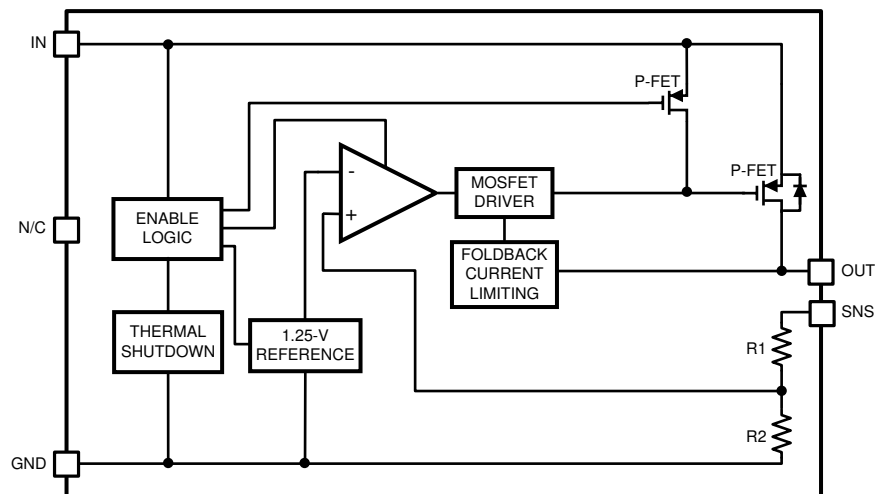 IN
P-FET
P-FET
MOSFET
DRIVER
-
+
ENABLE
LOGIC
N/C
FOLDBACK
CURRENT
LIMITING
OUT
SNS
THERMAL
SHUTDOWN
1.25-V
REFERENCE
R1
R2
GND